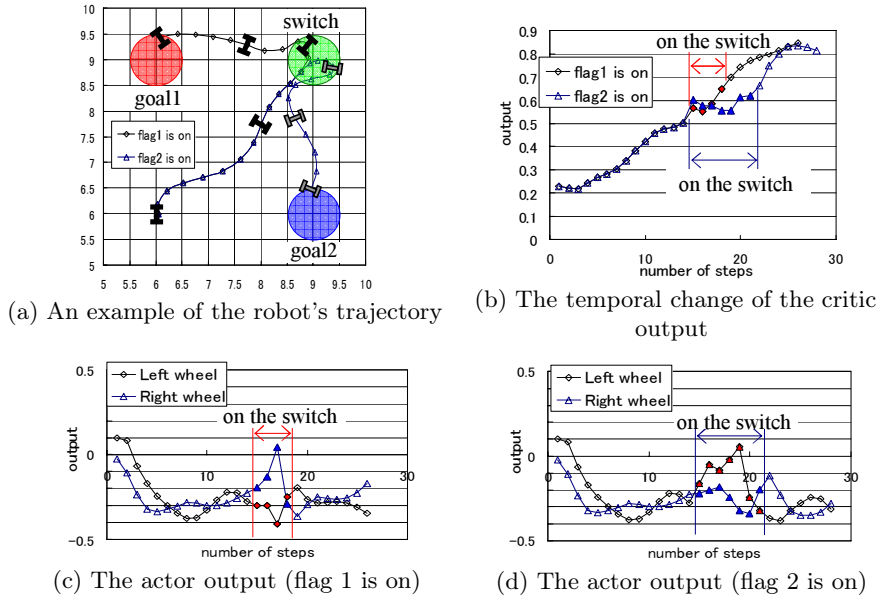 switch
10
9.5
9
8.5
8
7.5
7
6.5
6
5.5
5
goal1
flag1 is on
flag2 is on
goal2
5 5.5 6 6.5 7 7.5 8 8.5 9 9.5 10
(a) An example of the robot's trajectory
0.9
0.8
0.7
0.6
0.5
0.4
0.3
0.2
0.1
0
output
on the switch
flag1 is on
flag2 is on
on the switch
0 10 20 30
number of steps
(b) The temporal change of the critic
output
0.5
0
-0.5
output
Left wheel
Right wheel
on the switch
0 10 20 30
number of steps
(c) The actor output (flag 1 is on)
0.5
0
-0.5
output
Left wheel
Right wheel
on the switch
0 10 20 30
number of steps
(d) The actor output (flag 2 is on)